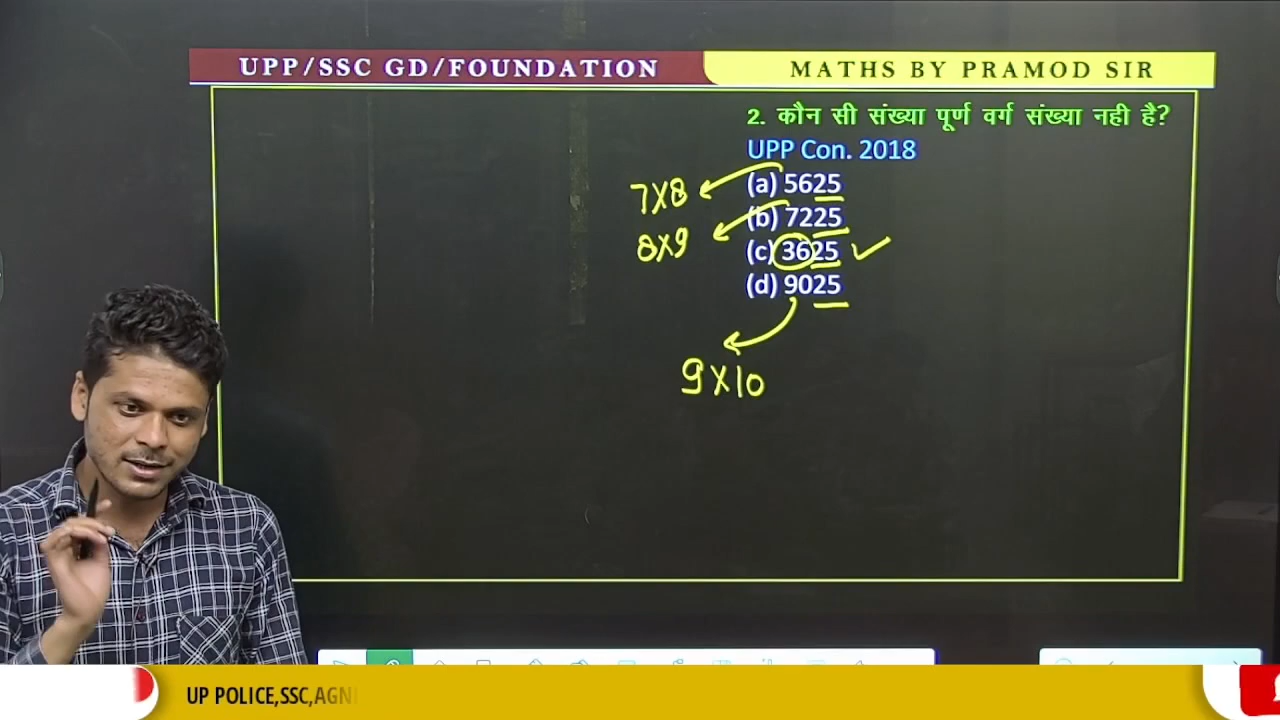 UPP/SSC GD/FOUNDATION
MATHS BY PRAMOD SIR
2. कौन सी संख्या पूर्ण वर्ग संख्या नही है?
UPP Con. 2018
(a) 5625
7X8
(b) 7225
8X9
(c) 3625 ✓
(d) 9025
9X10
UP POLICE,SSC,AGN